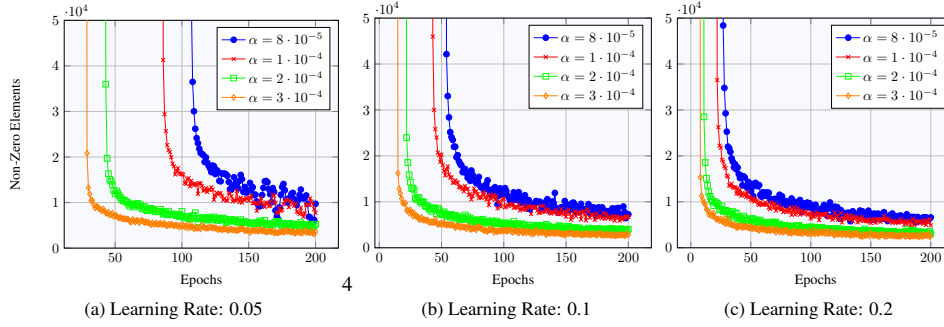 ·10⁴
5
4
3
2
1
0
Non-Zero Elements
50 100 150 200
Epochs
α = 8 · 10⁻⁵
α = 1 · 10⁻⁴
α = 2 · 10⁻⁴
α = 3 · 10⁻⁴
(a) Learning Rate: 0.05
4
·10⁴
5
4
3
2
1
0
0 50 100 150 200
Epochs
α = 8 · 10⁻⁵
α = 1 · 10⁻⁴
α = 2 · 10⁻⁴
α = 3 · 10⁻⁴
(b) Learning Rate: 0.1
·10⁴
5
4
3
2
1
0
0 50 100 150 200
Epochs
α = 8 · 10⁻⁵
α = 1 · 10⁻⁴
α = 2 · 10⁻⁴
α = 3 · 10⁻⁴
(c) Learning Rate: 0.2